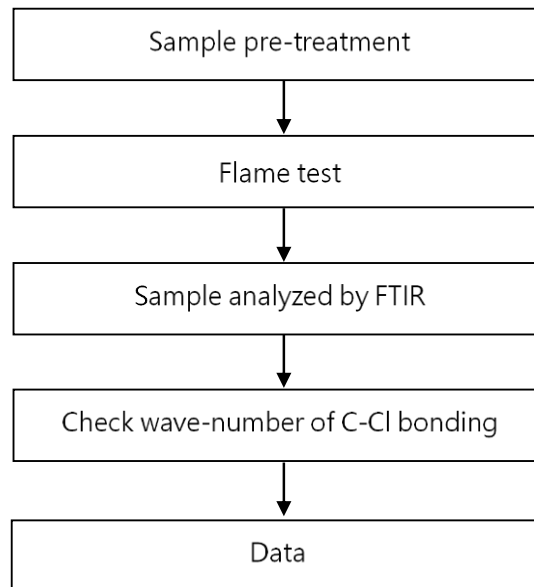 Sample pre-treatment
Flame test
Sample analyzed by FTIR
Check wave-number of C-Cl bonding
Data